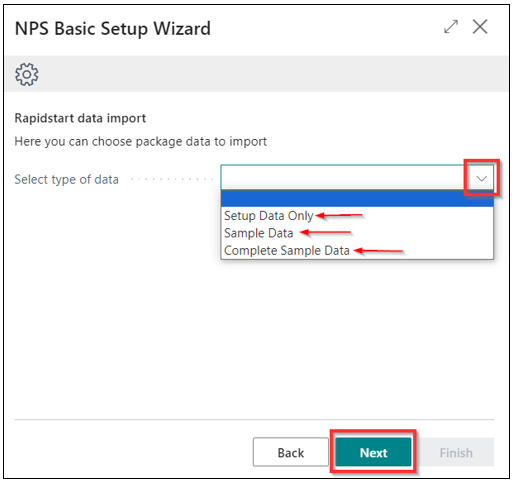 NPS Basic Setup Wizard
Rapidstart data import
Here you can choose package data to import
Select type of data
Setup Data Only
Sample Data
Complete Sample Data
Back
Next
Finish